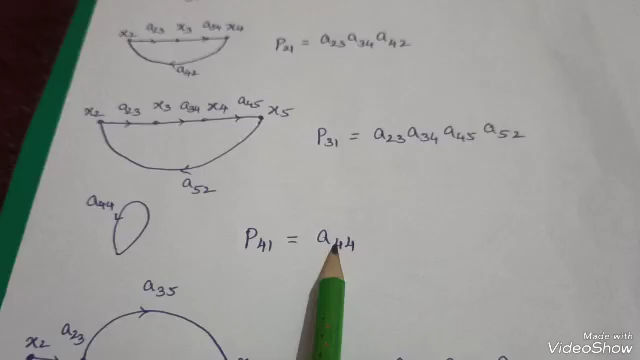 x2 a23 x3 a34 x4
P21 = a23 a34 a42
a42
x2 a23 x3 a34 x4 a45 x5
P31 = a23 a34 a45 a52
a52
a44
P41 = a44
a35
x2 a23
Made with
VideoShow